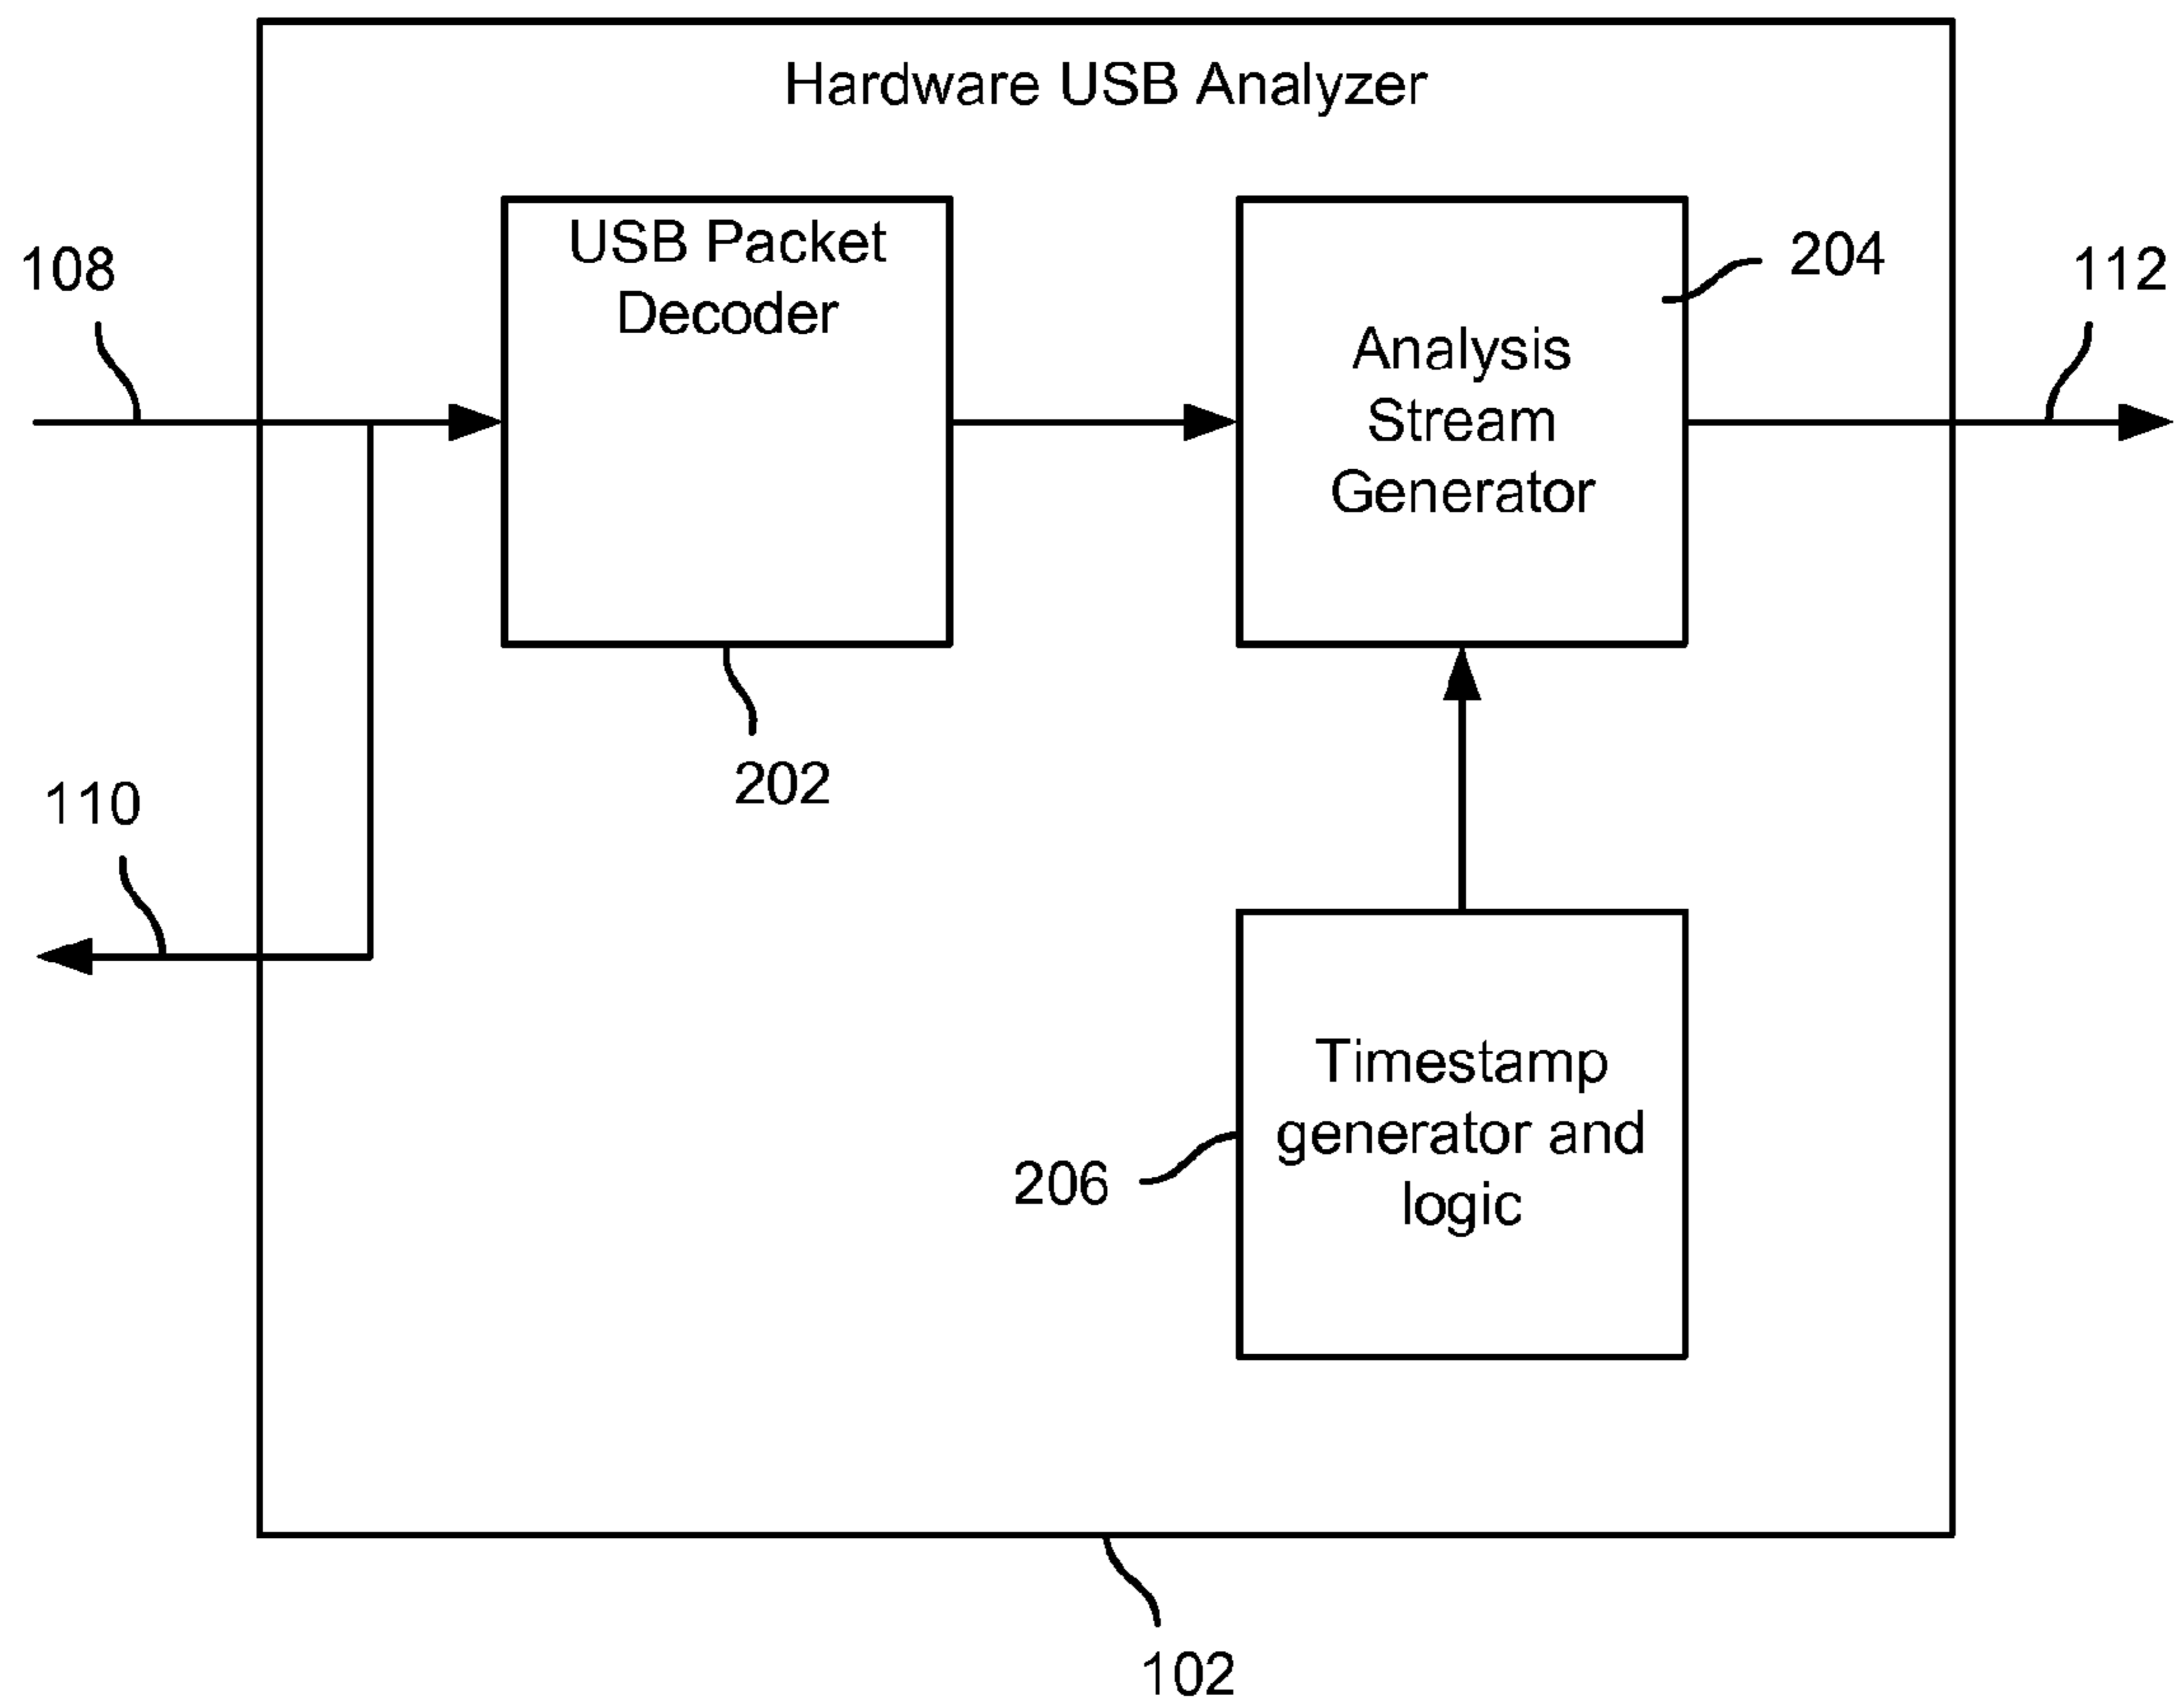 Hardware USB Analyzer
USB Packet
Decoder
204
108
112
Analysis
Stream
Generator
202
110
Timestamp
generator and
logic
206
102